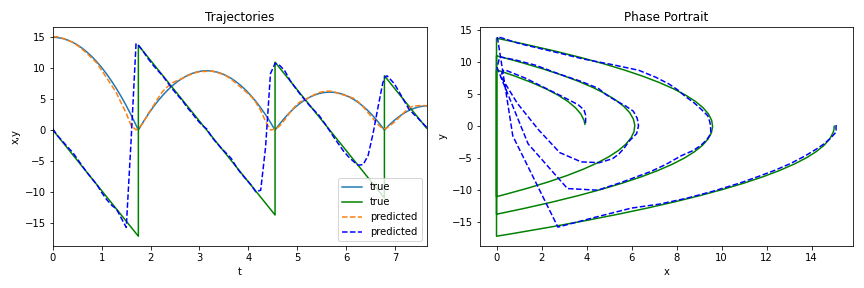 Trajectories
x,y
15
10
5
0
−5
−10
−15
0 1 2 3 4 5 6 7
t
true
true
predicted
predicted
Phase Portrait
y
15
10
5
0
−5
−10
−15
0 2 4 6 8 10 12 14
x